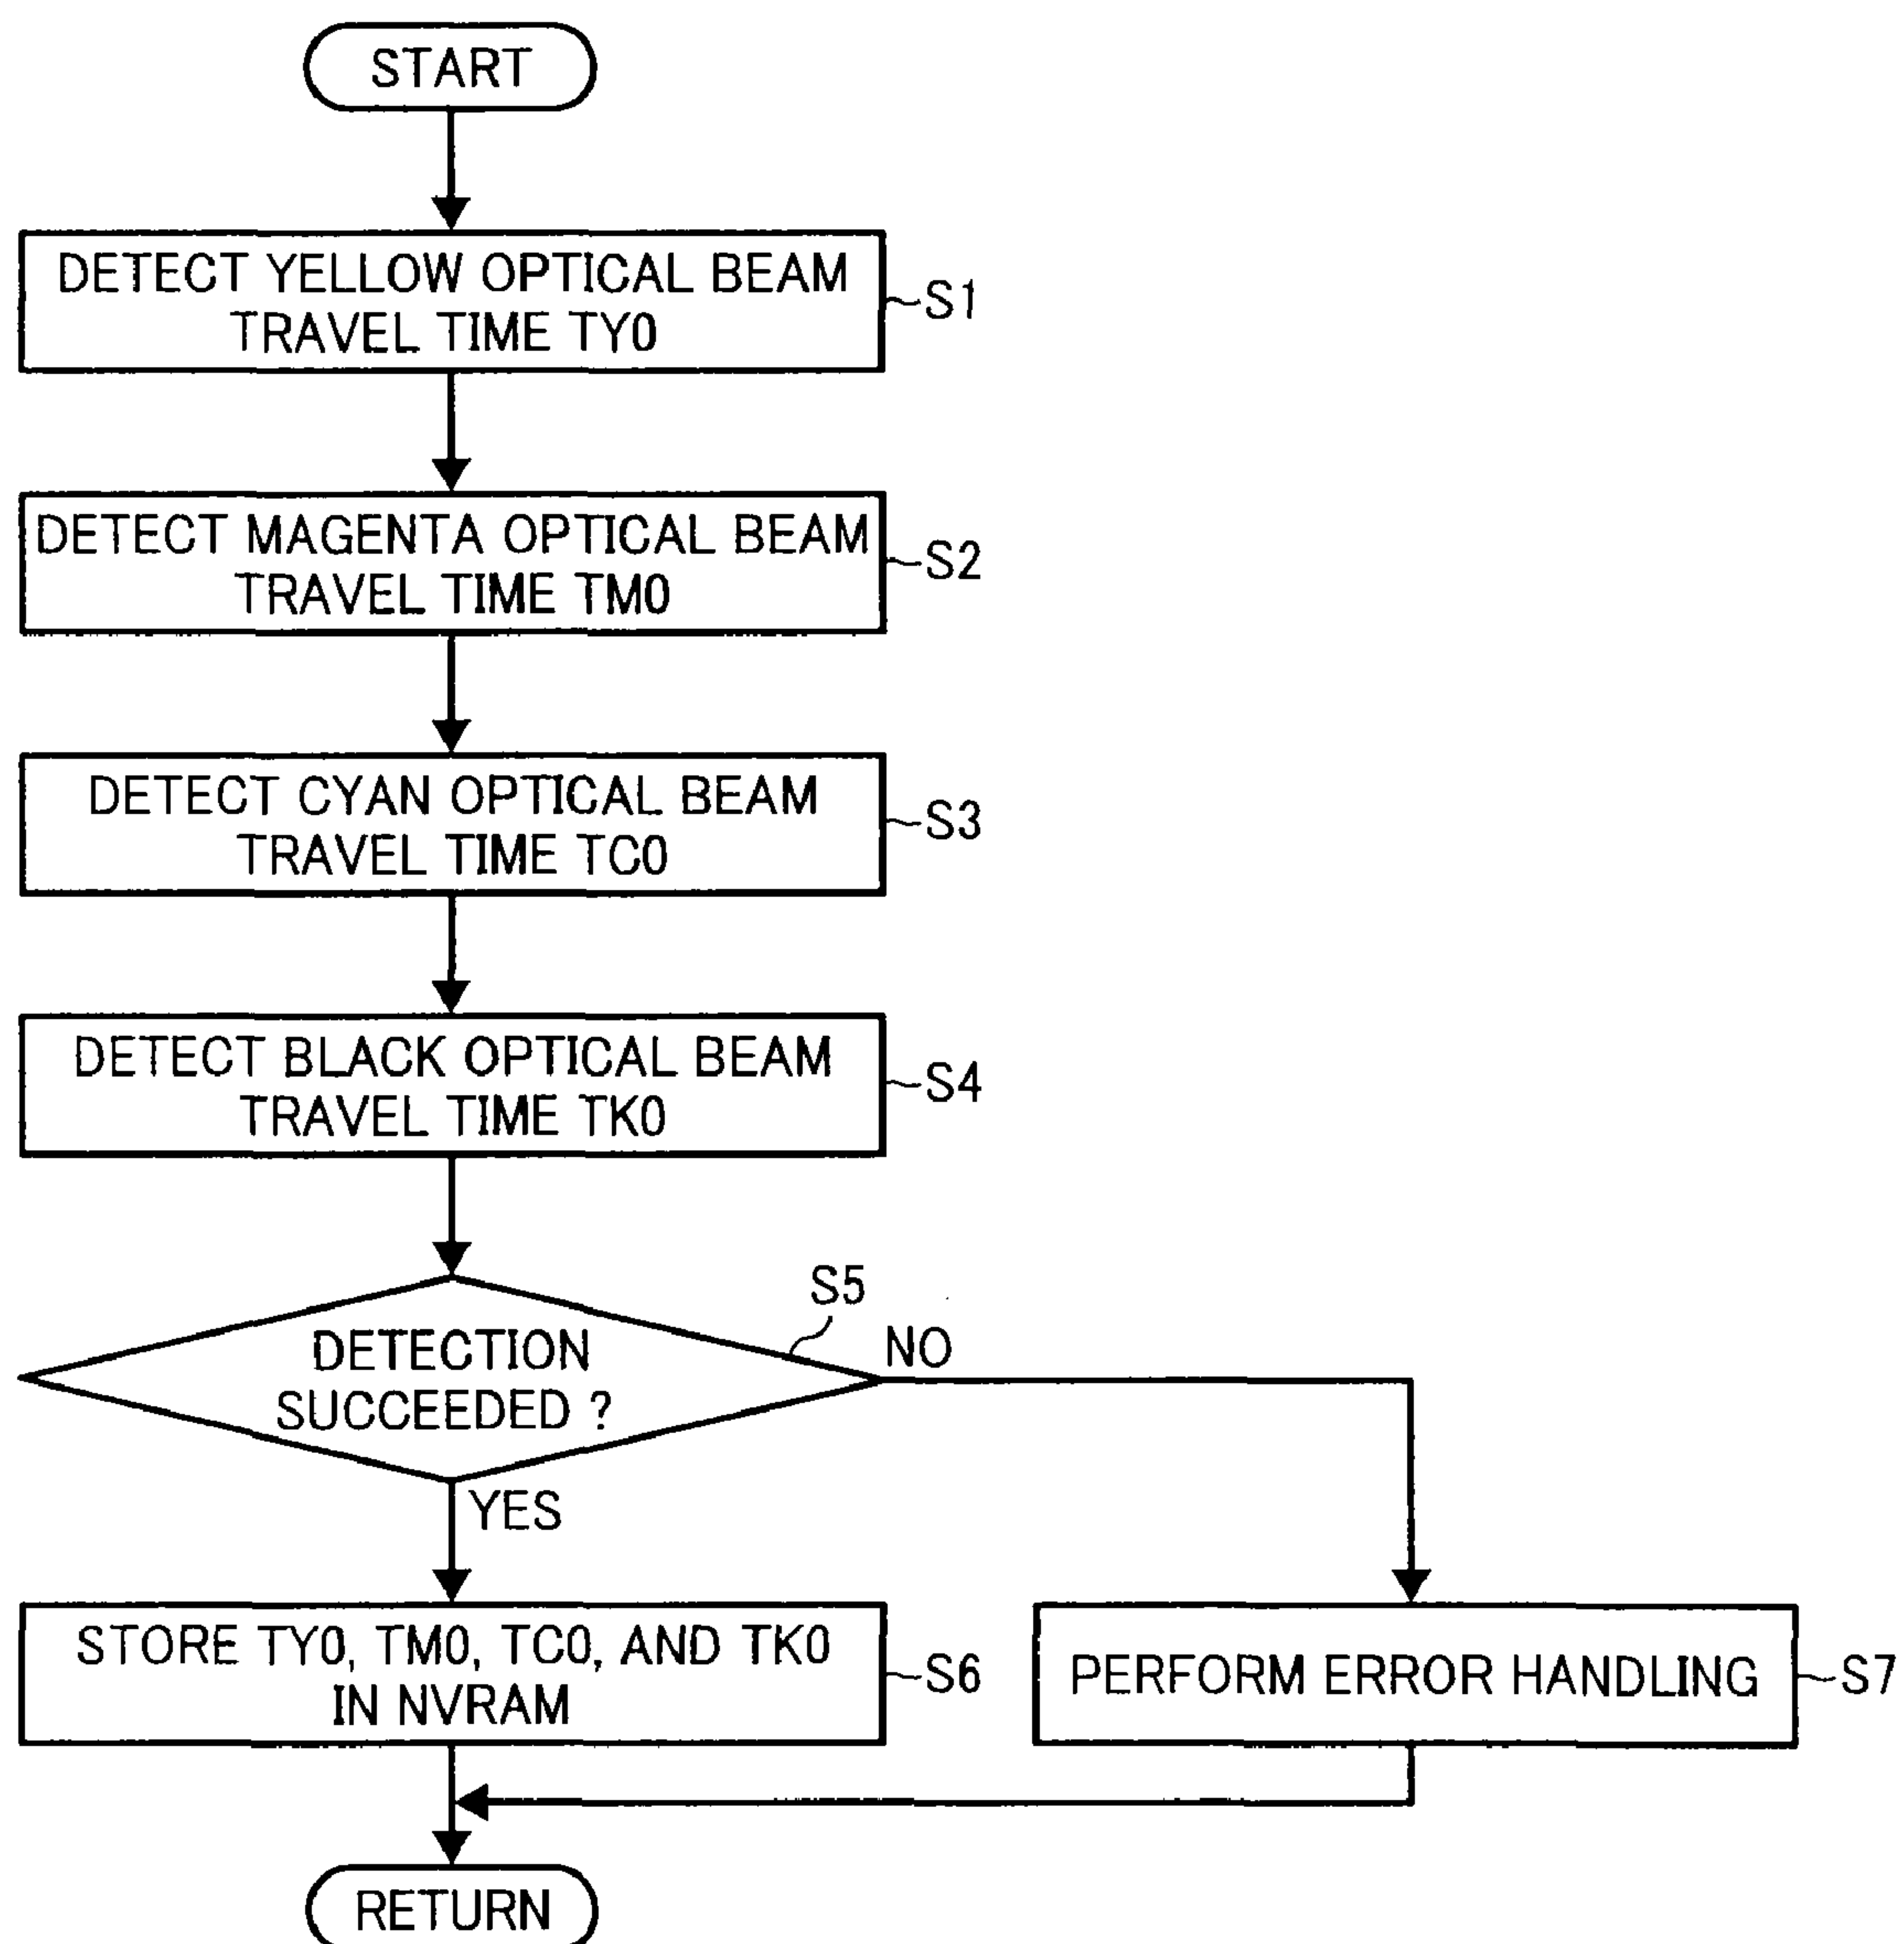 START
DETECT YELLOW OPTICAL BEAM
TRAVEL TIME TY0
S1
DETECT MAGENTA OPTICAL BEAM
TRAVEL TIME TM0
S2
DETECT CYAN OPTICAL BEAM
TRAVEL TIME TC0
S3
DETECT BLACK OPTICAL BEAM
TRAVEL TIME TK0
S4
S5
DETECTION
SUCCEEDED ?
NO
YES
STORE TY0, TM0, TC0, AND TK0
IN NVRAM
S6
PERFORM ERROR HANDLING
S7
RETURN